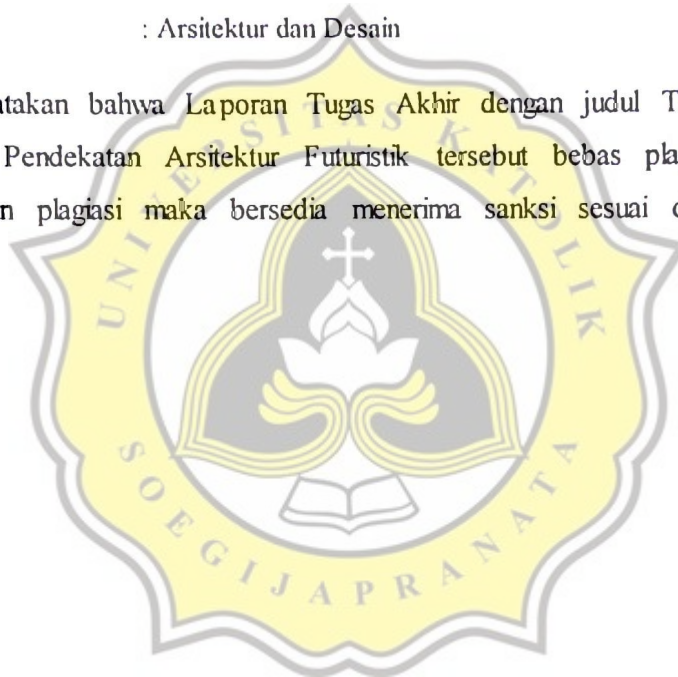 : Arsitektur dan Desain
atakan bahwa Laporan Tugas Akhir dengan judul T
Pendekatan Arsitektur Futuristik tersebut bebas pla
n plagiasi maka bersedia menerima sanksi sesuai d
UNIVERSITAS KATOLIK
SOEGIJAPRANATA